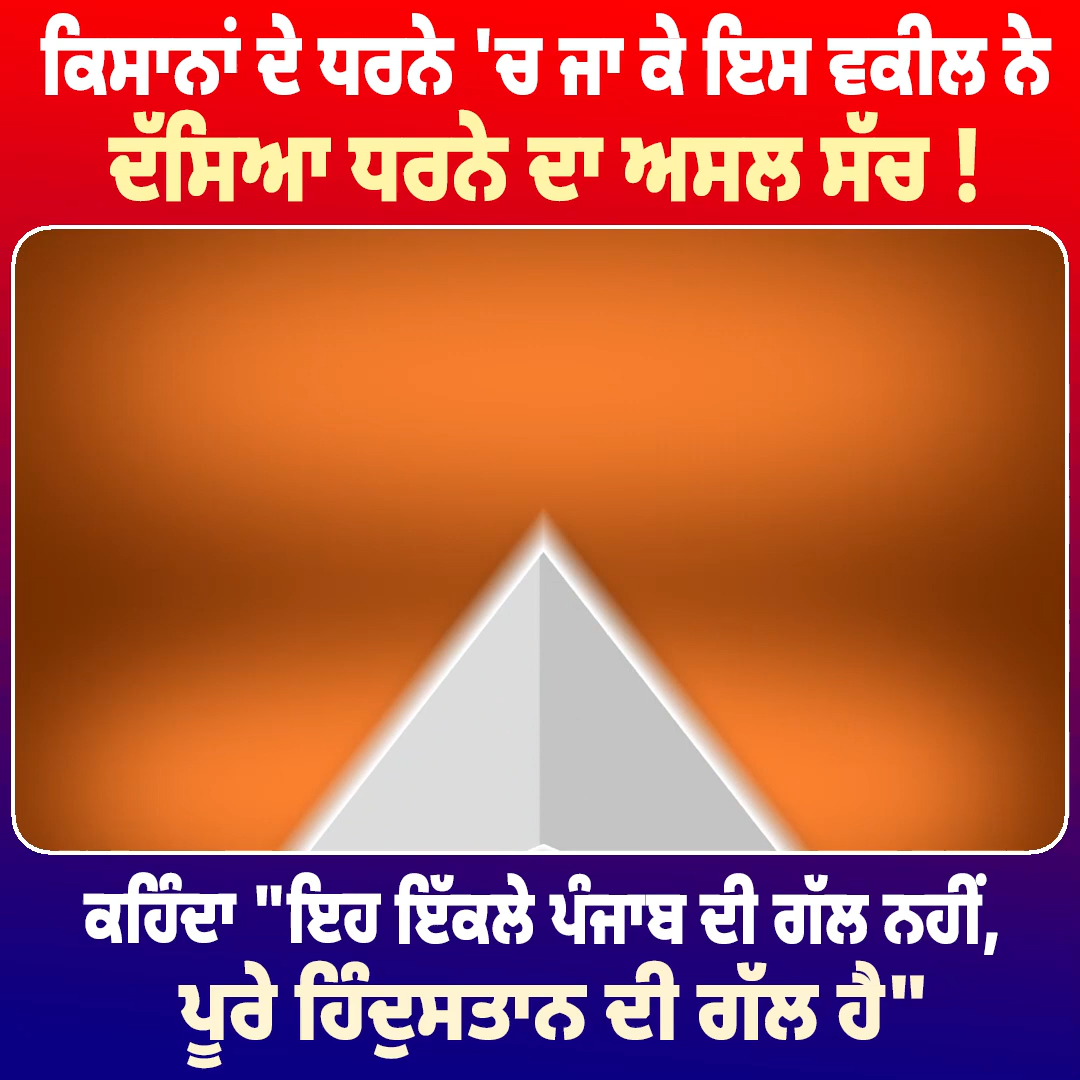 ਕਿਸਾਨਾਂ ਦੇ ਧਰਨੇ 'ਚ ਜਾ ਕੇ ਇਸ ਵਕੀਲ ਨੇ
ਦੱਸਿਆ ਧਰਨੇ ਦਾ ਅਸਲ ਸੱਚ !
ਕਹਿੰਦਾ "ਇਹ ਇੱਕਲੇ ਪੰਜਾਬ ਦੀ ਗੱਲ ਨਹੀਂ,
ਪੂਰੇ ਹਿੰਦੁਸਤਾਨ ਦੀ ਗੱਲ ਹੈ"